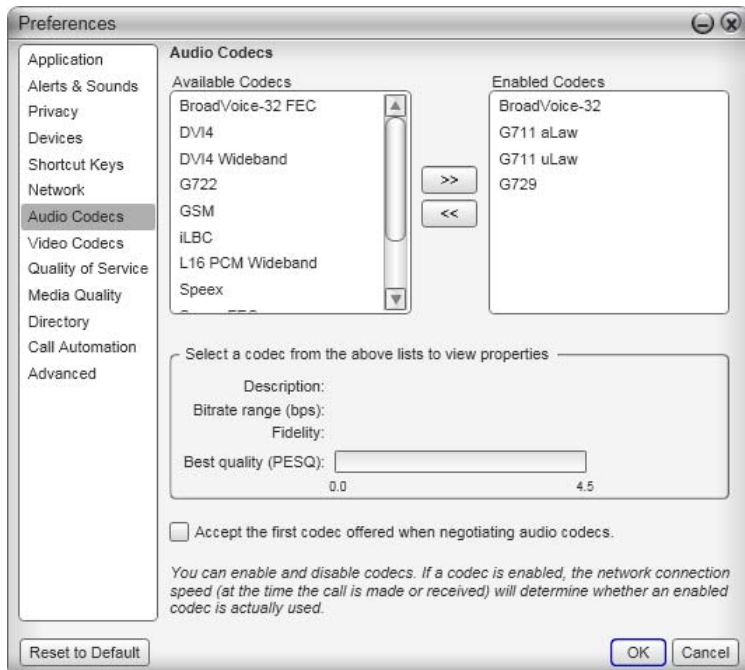 Preferences
Application
Alerts & Sounds
Privacy
Devices
Shortcut Keys
Network
Audio Codecs
Video Codecs
Quality of Service
Media Quality
Directory
Call Automation
Advanced
Audio Codecs
Available Codecs
BroadVoice-32 FEC
DVI4
DVI4 Wideband
G722
GSM
iLBC
L16 PCM Wideband
Speex
>>
<<
Enabled Codecs
BroadVoice-32
G711 aLaw
G711 uLaw
G729
Select a codec from the above lists to view properties
Description:
Bitrate range (bps):
Fidelity:
Best quality (PESQ):
0.0 4.5
Accept the first codec offered when negotiating audio codecs.
You can enable and disable codecs. If a codec is enabled, the network connection
speed (at the time the call is made or received) will determine whether an enabled
codec is actually used.
Reset to Default
OK
Cancel